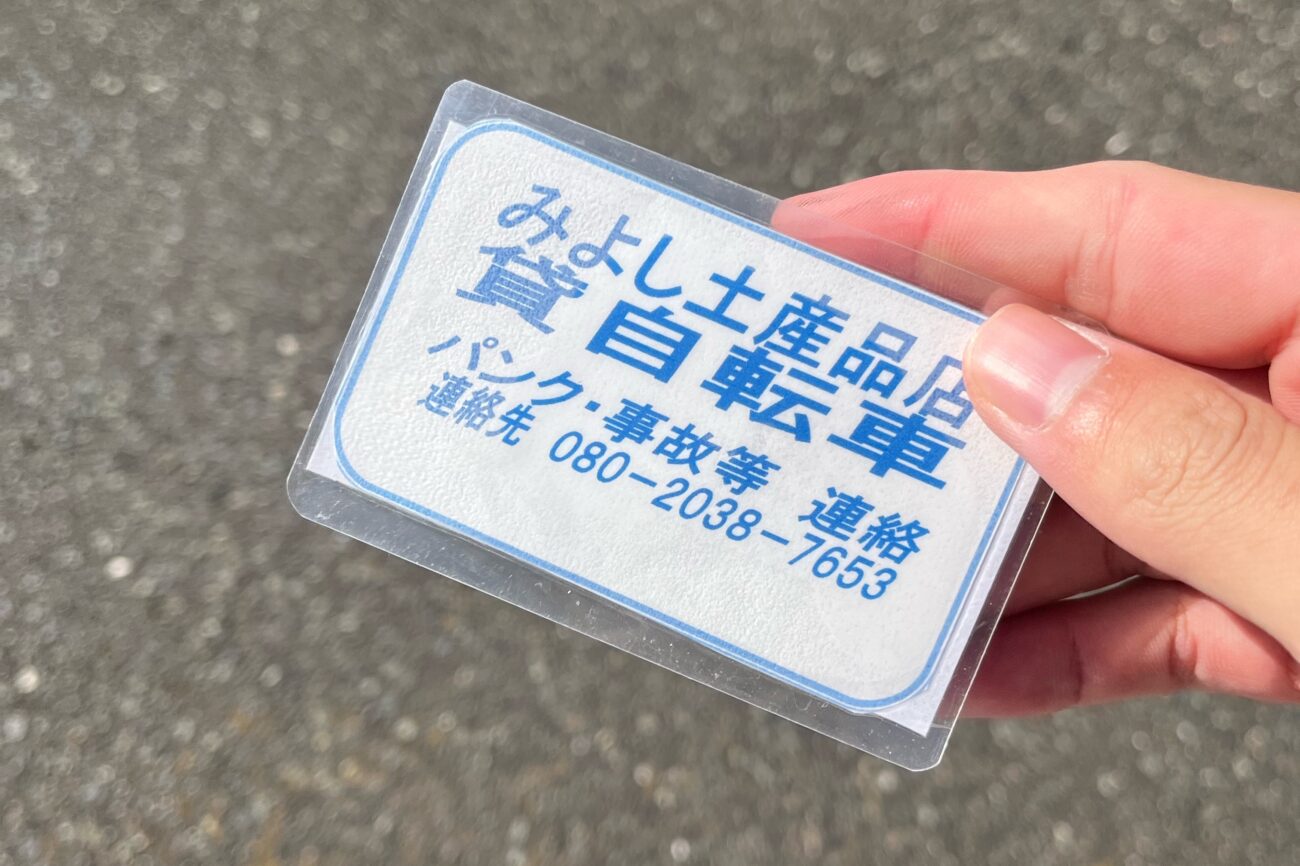 みよし土産品店
貸自転車
パンク・事故等 連絡
連絡先 080-2038-7653